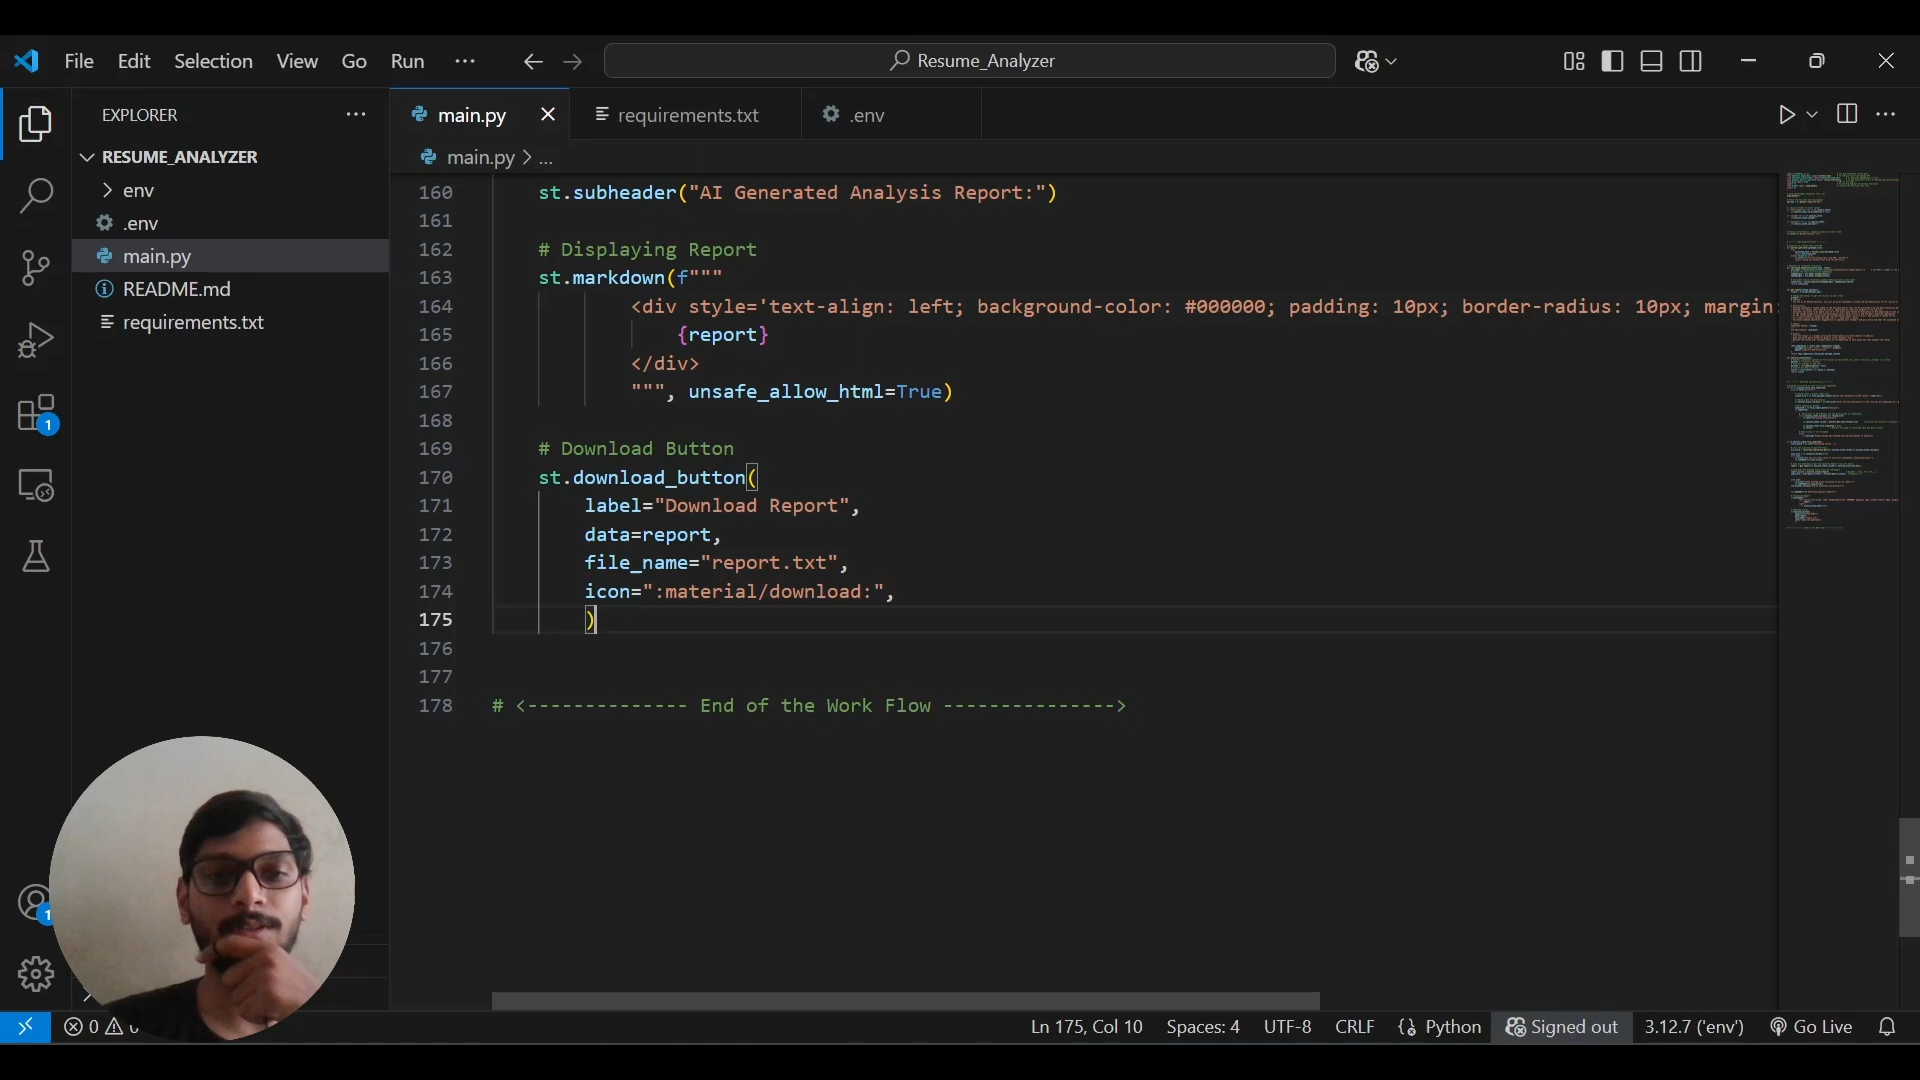 File Edit Selection View Go Run ...
Resume_Analyzer
EXPLORER
RESUME_ANALYZER
env
.env
main.py
README.md
requirements.txt
main.py
requirements.txt
.env
main.py > ...
160 st.subheader("AI Generated Analysis Report:")
161
162 # Displaying Report
163 st.markdown(f"""
164 <div style='text-align: left; background-color: #000000; padding: 10px; border-radius: 10px; margin:
165 {report}
166 </div>
167 """, unsafe_allow_html=True)
168
169 # Download Button
170 st.download_button(
171 label="Download Report",
172 data=report,
173 file_name="report.txt",
174 icon=":material/download:",
175 )
176
177
178 # <-------------- End of the Work Flow --------------->
1
1
0
Ln 175, Col 10 Spaces: 4 UTF-8 CRLF Python Signed out 3.12.7 ('env') Go Live